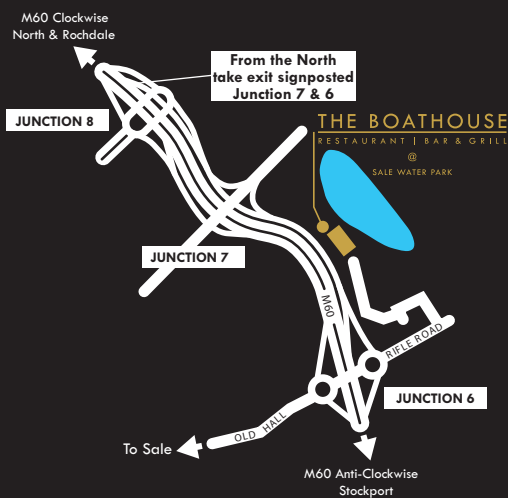 M60 Clockwise
North & Rochdale
From the North
take exit signposted
Junction 7 & 6
JUNCTION 8
THE BOATHOUSE
RESTAURANT | BAR & GRILL
@
SALE WATER PARK
JUNCTION 7
M60
RIFLE ROAD
JUNCTION 6
OLD HALL
To Sale
M60 Anti-Clockwise
Stockport